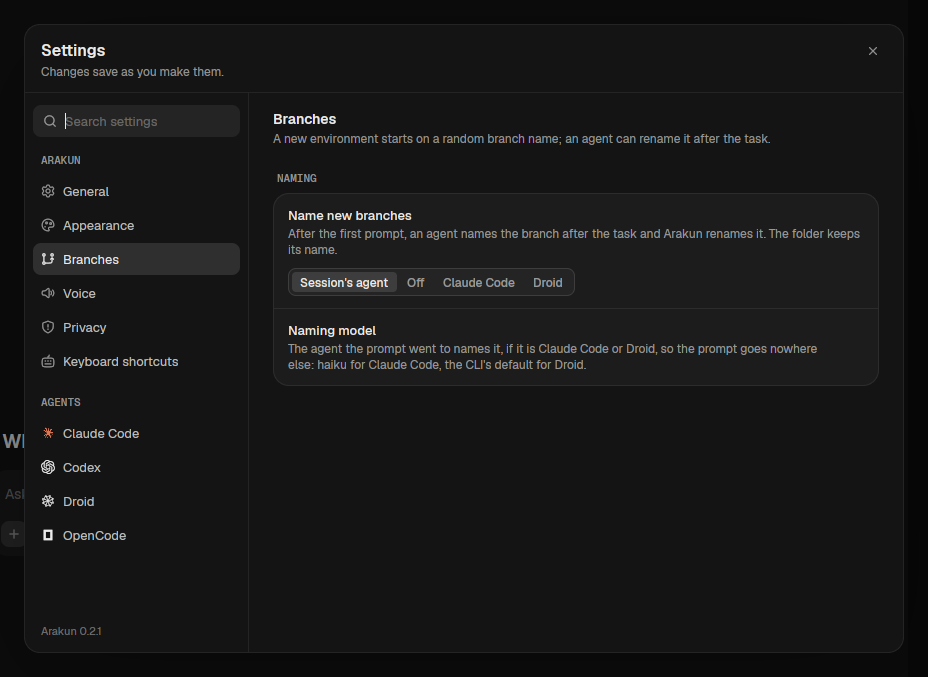 Settings
Changes save as you make them.
Search settings
ARAKUN
General
Appearance
Branches
Voice
Privacy
Keyboard shortcuts
AGENTS
Claude Code
Codex
Droid
OpenCode
Arakun 0.2.1
Branches
A new environment starts on a random branch name; an agent can rename it after the task.
NAMING
Name new branches
After the first prompt, an agent names the branch after the task and Arakun renames it. The folder keeps
its name.
Session's agent Off Claude Code Droid
Naming model
The agent the prompt went to names it, if it is Claude Code or Droid, so the prompt goes nowhere
else: haiku for Claude Code, the CLI's default for Droid.